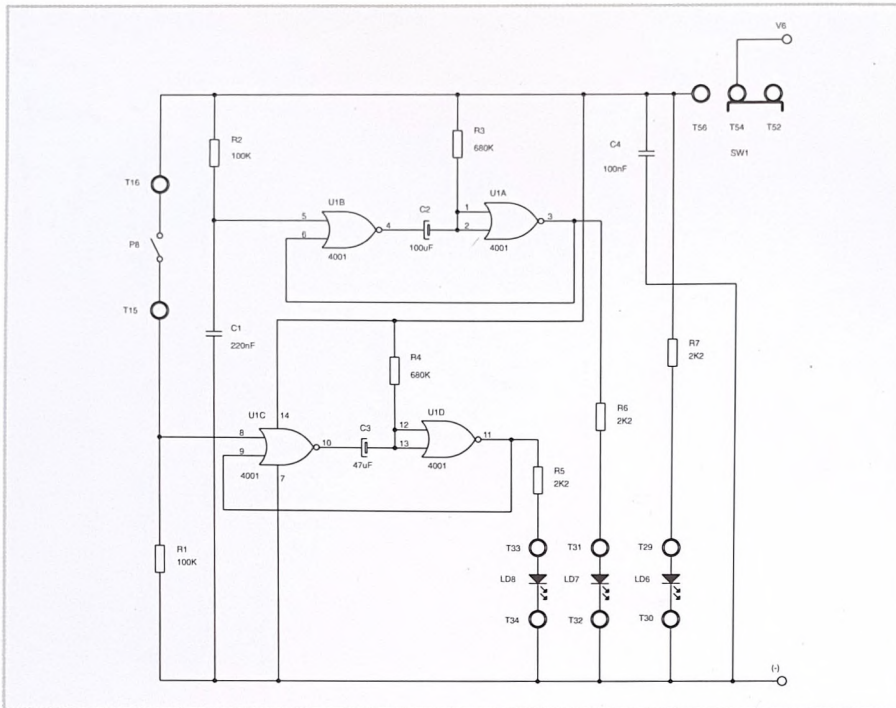 V6
T56
T54
T52
SW1
R2
100K
R3
680K
C4
100nF
T16
P8
T15
U1B
5
6
4
4001
C2
100uF
U1A
1
2
3
4001
C1
220nF
R4
680K
R7
2K2
R6
2K2
U1C
14
8
9
10
4001
7
C3
47uF
U1D
12
13
11
4001
R5
2K2
R1
100K
T33
T31
T29
LD8
LD7
LD6
T34
T32
T30
(-)